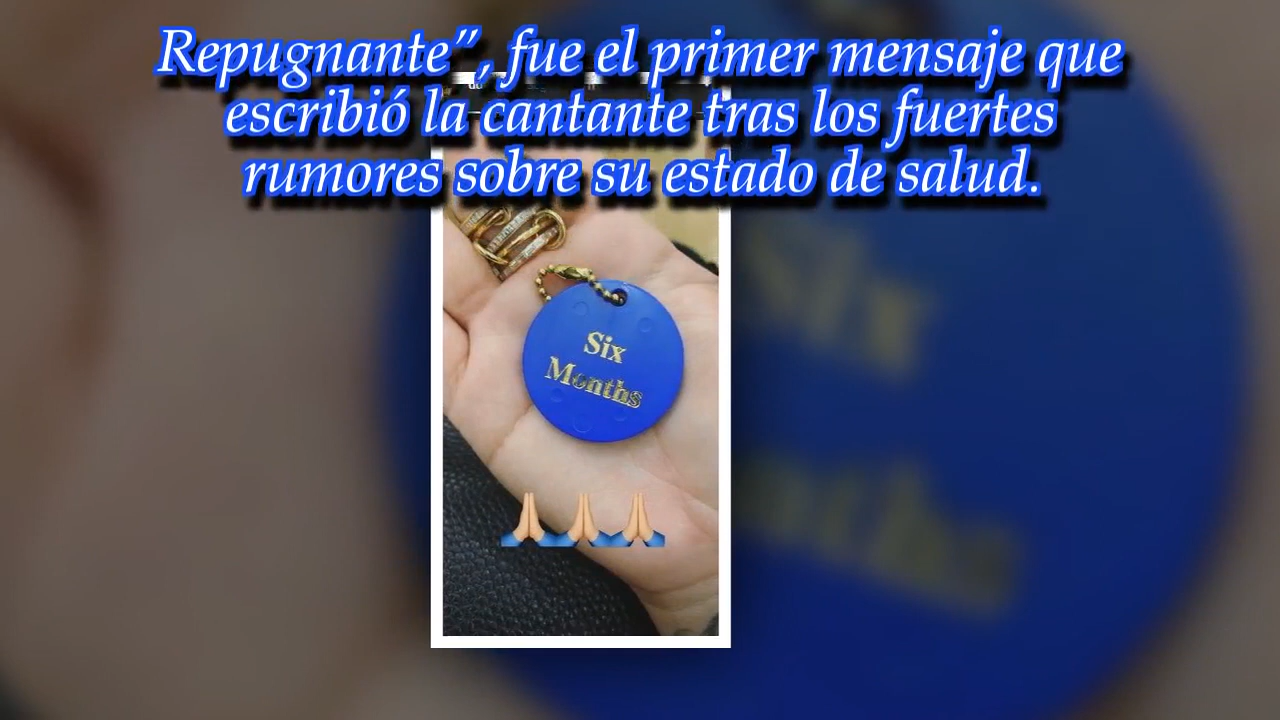 Repugnante”, fue el primer mensaje que
escribió la cantante tras los fuertes
rumores sobre su estado de salud.
Six
Months